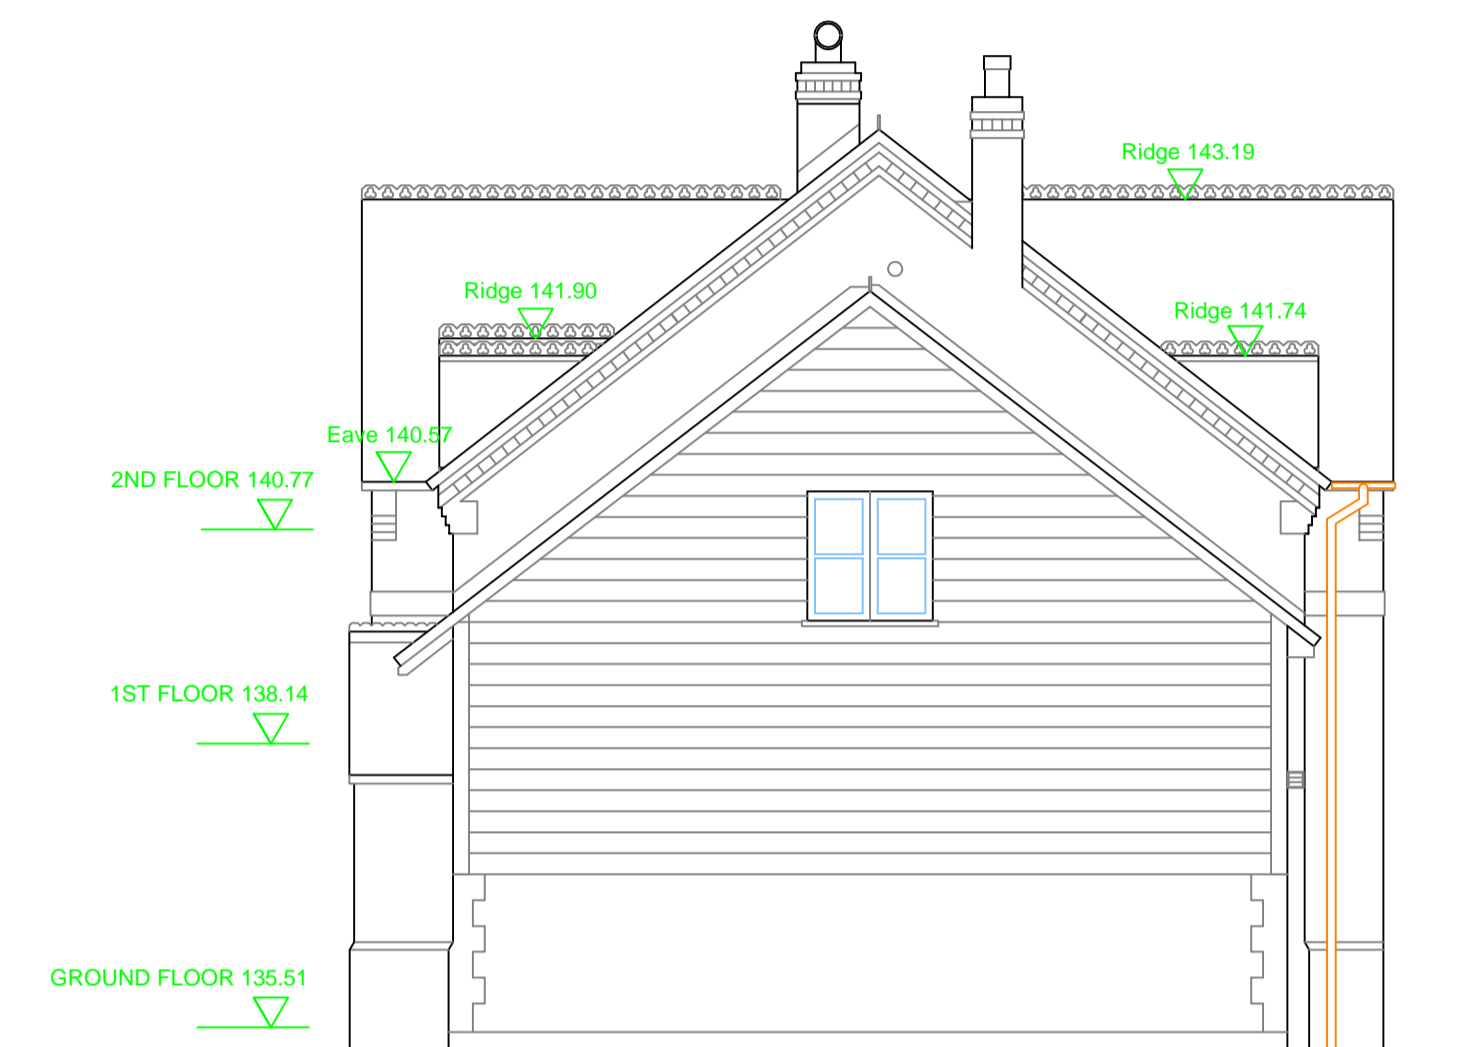 Ridge 143.19
Ridge 141.90
Ridge 141.74
Eave 140.57
2ND FLOOR 140.77
1ST FLOOR 138.14
GROUND FLOOR 135.51